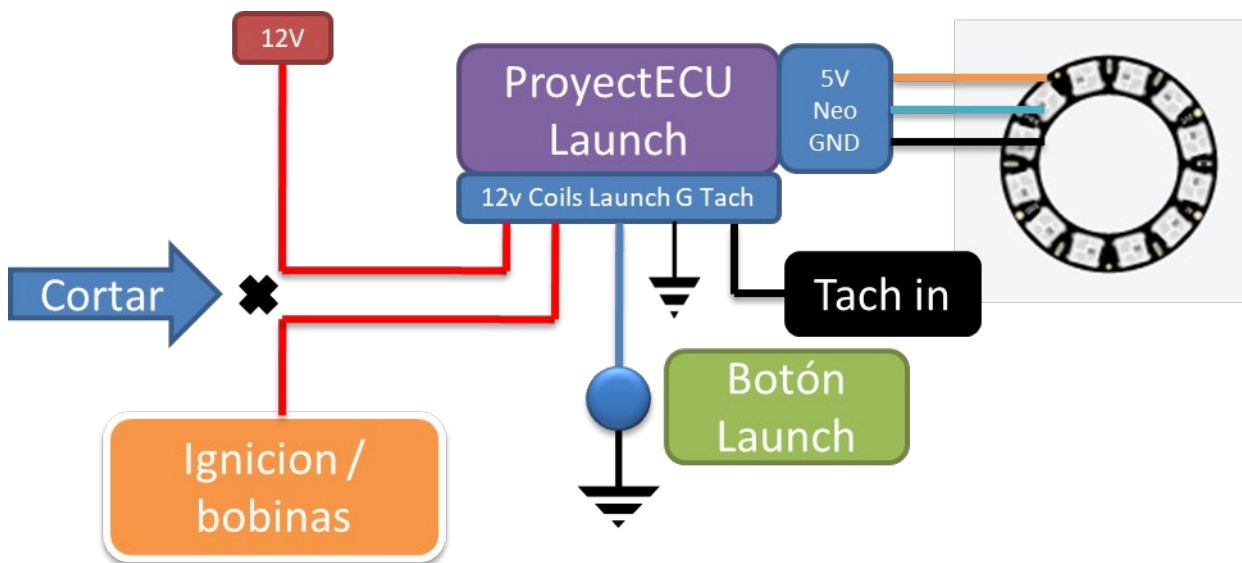 12V
ProyectECU
Launch
5V
Neo
GND
12v Coils Launch G Tach
Cortar
Tach in
Botón
Launch
Ignicion /
bobinas